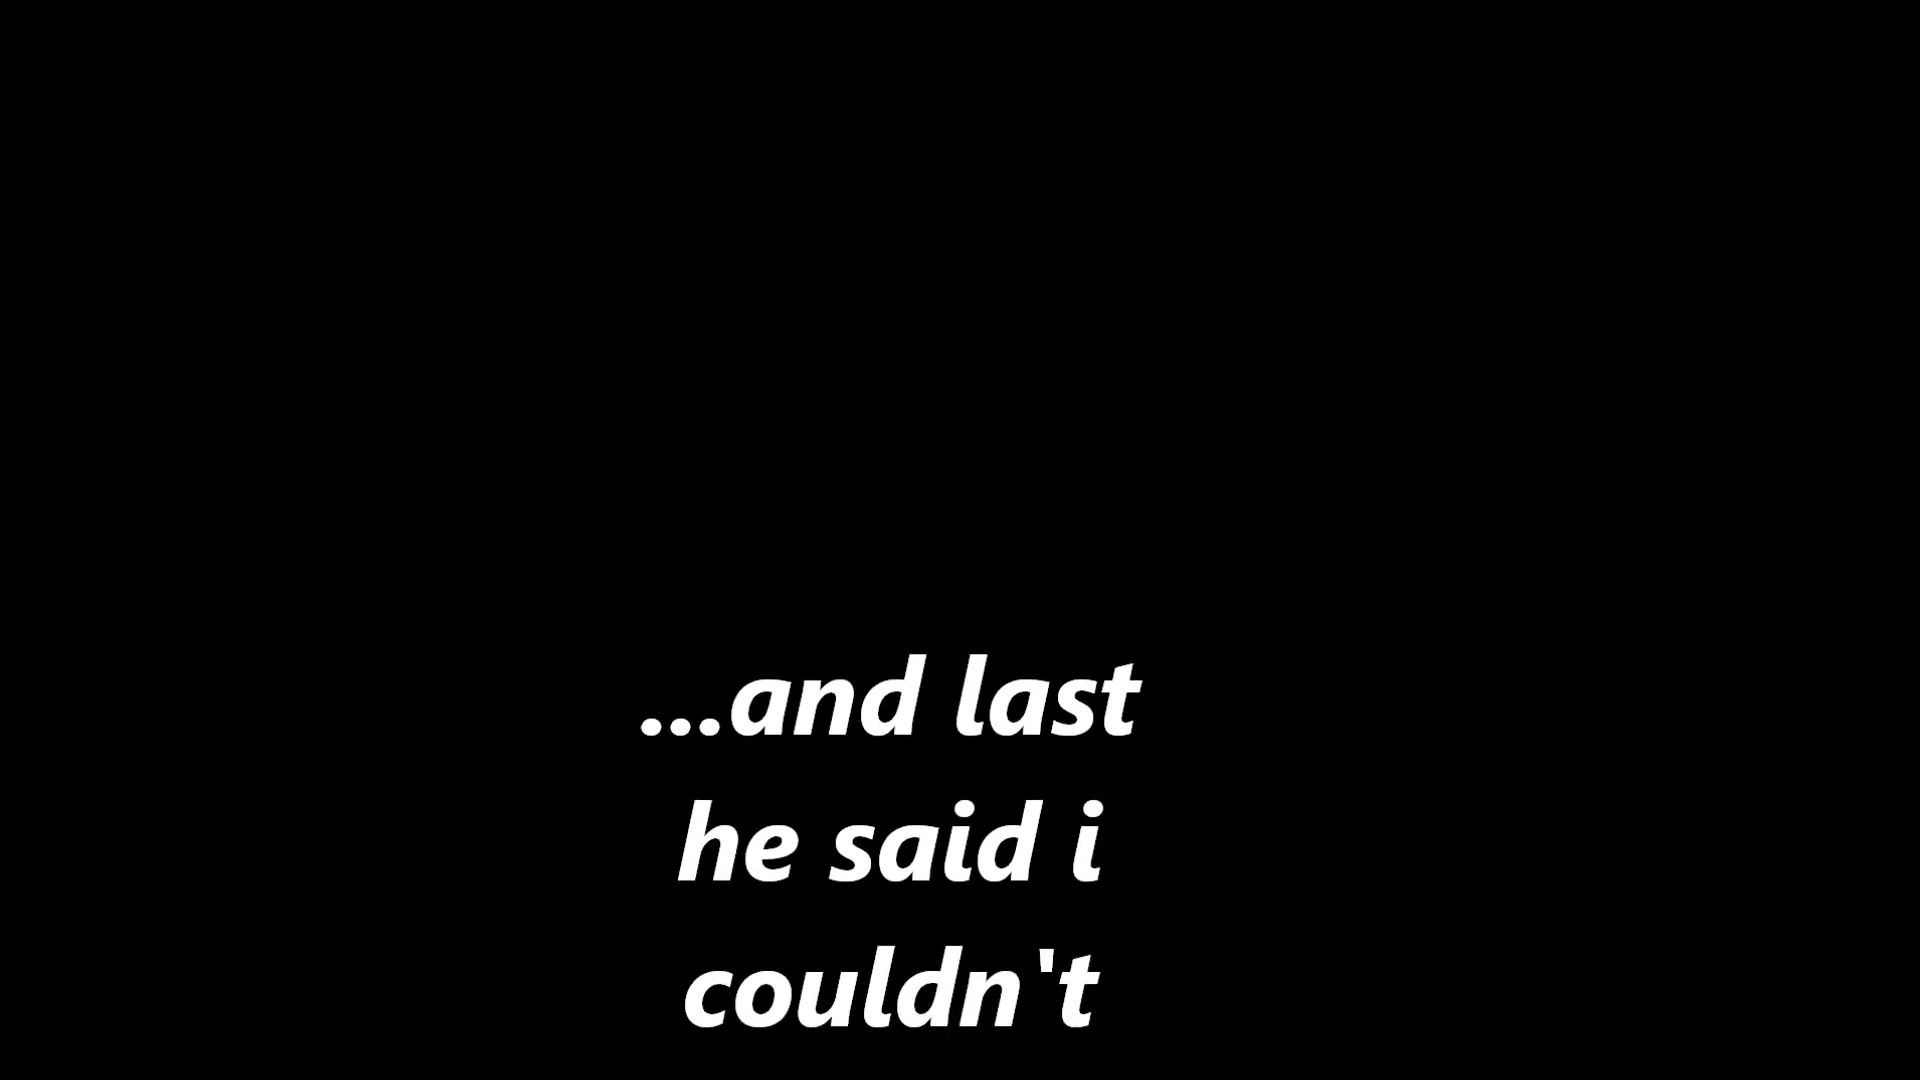 ...and last
he said i
couldn't